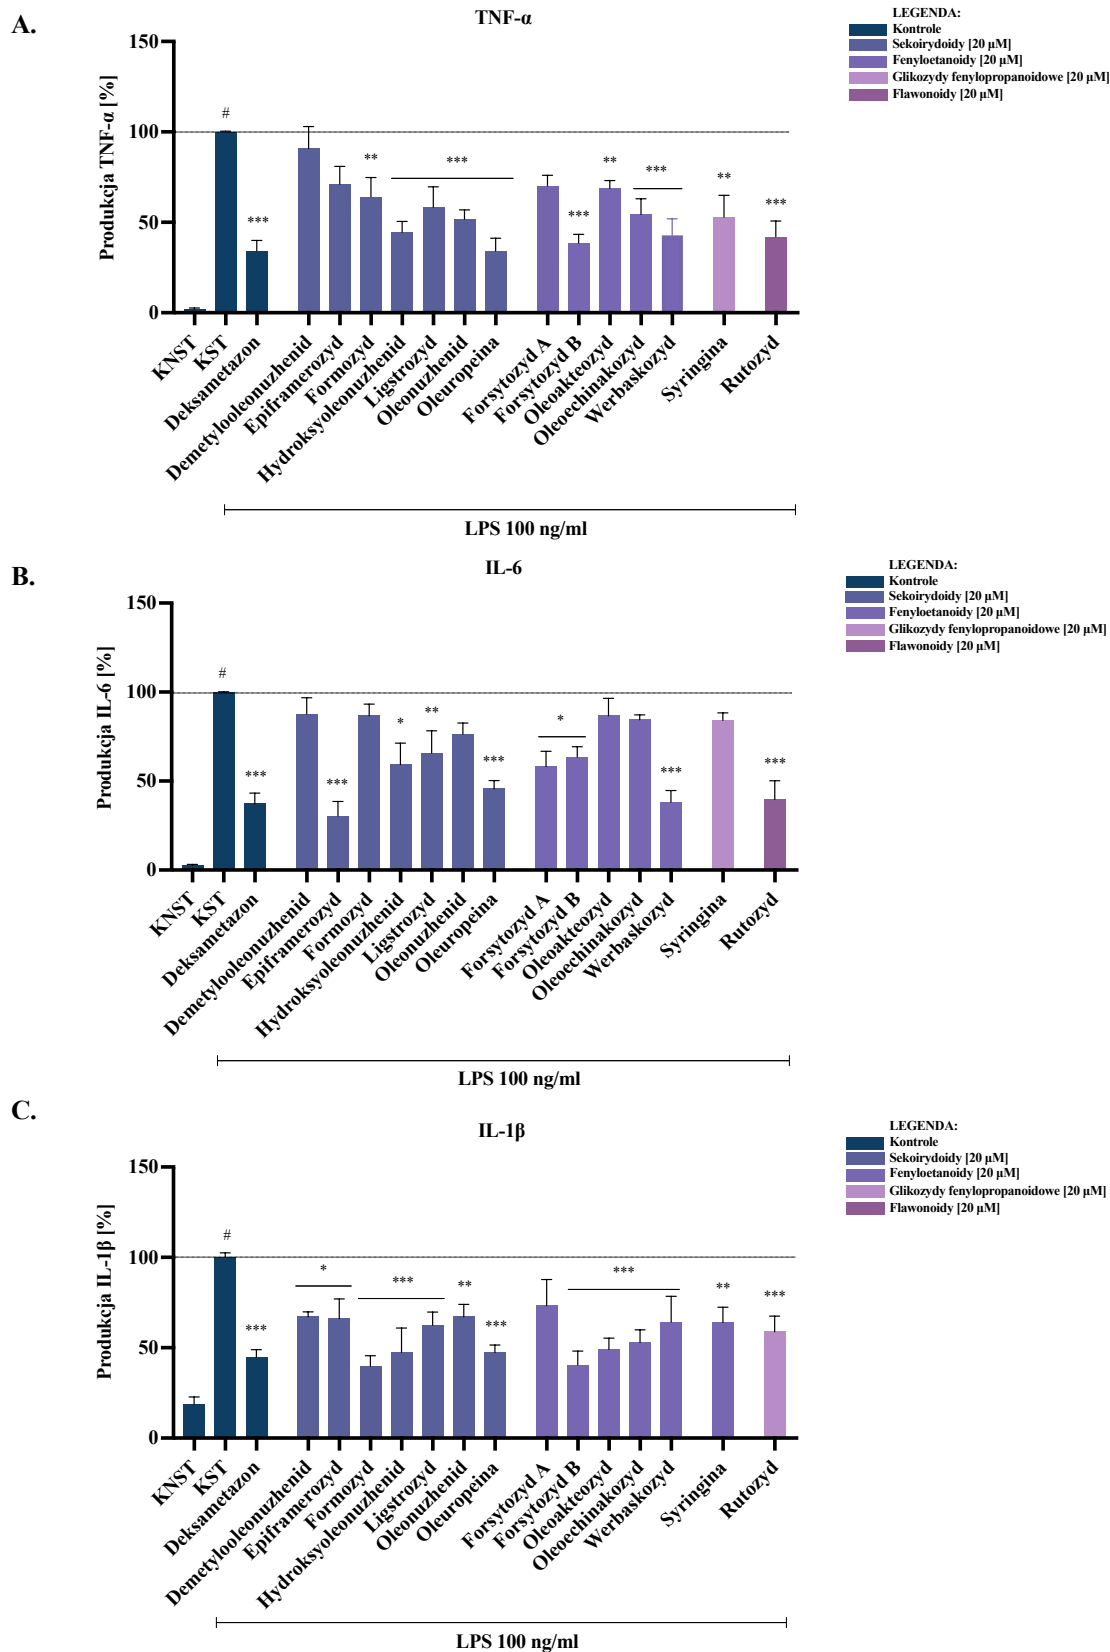 A.
TNF-α
LEGENDA:
Kontrole
Sekoirydoidy [20 µM]
Fenyloetanoidy [20 µM]
Glikozydy fenylopropanoidowe [20 µM]
Flawonoidy [20 µM]
Produkcja TNF-α [%]
150
100
50
0
#
***
**
***
***
**
***
**
***
KNST
KST
Deksametazon
Demetylooleonuzhenid
Epiframerozyd
Formozyd
Hydroksyoleonuzhenid
Ligstrozyd
Oleonuzhenid
Oleuropeina
Forsytozyd A
Forsytozyd B
Oleoakteozyd
Oleoechinakozyd
Werbaskozyd
Syringina
Rutozyd
LPS 100 ng/ml
B.
IL-6
LEGENDA:
Kontrole
Sekoirydoidy [20 µM]
Fenyloetanoidy [20 µM]
Glikozydy fenylopropanoidowe [20 µM]
Flawonoidy [20 µM]
Produkcja IL-6 [%]
150
100
50
0
#
***
***
*
**
***
*
***
***
KNST
KST
Deksametazon
Demetylooleonuzhenid
Epiframerozyd
Formozyd
Hydroksyoleonuzhenid
Ligstrozyd
Oleonuzhenid
Oleuropeina
Forsytozyd A
Forsytozyd B
Oleoakteozyd
Oleoechinakozyd
Werbaskozyd
Syringina
Rutozyd
LPS 100 ng/ml
C.
IL-1β
LEGENDA:
Kontrole
Sekoirydoidy [20 µM]
Fenyloetanoidy [20 µM]
Glikozydy fenylopropanoidowe [20 µM]
Flawonoidy [20 µM]
Produkcja IL-1β [%]
150
100
50
0
#
***
*
***
**
***
***
**
***
KNST
KST
Deksametazon
Demetylooleonuzhenid
Epiframerozyd
Formozyd
Hydroksyoleonuzhenid
Ligstrozyd
Oleonuzhenid
Oleuropeina
Forsytozyd A
Forsytozyd B
Oleoakteozyd
Oleoechinakozyd
Werbaskozyd
Syringina
Rutozyd
LPS 100 ng/ml